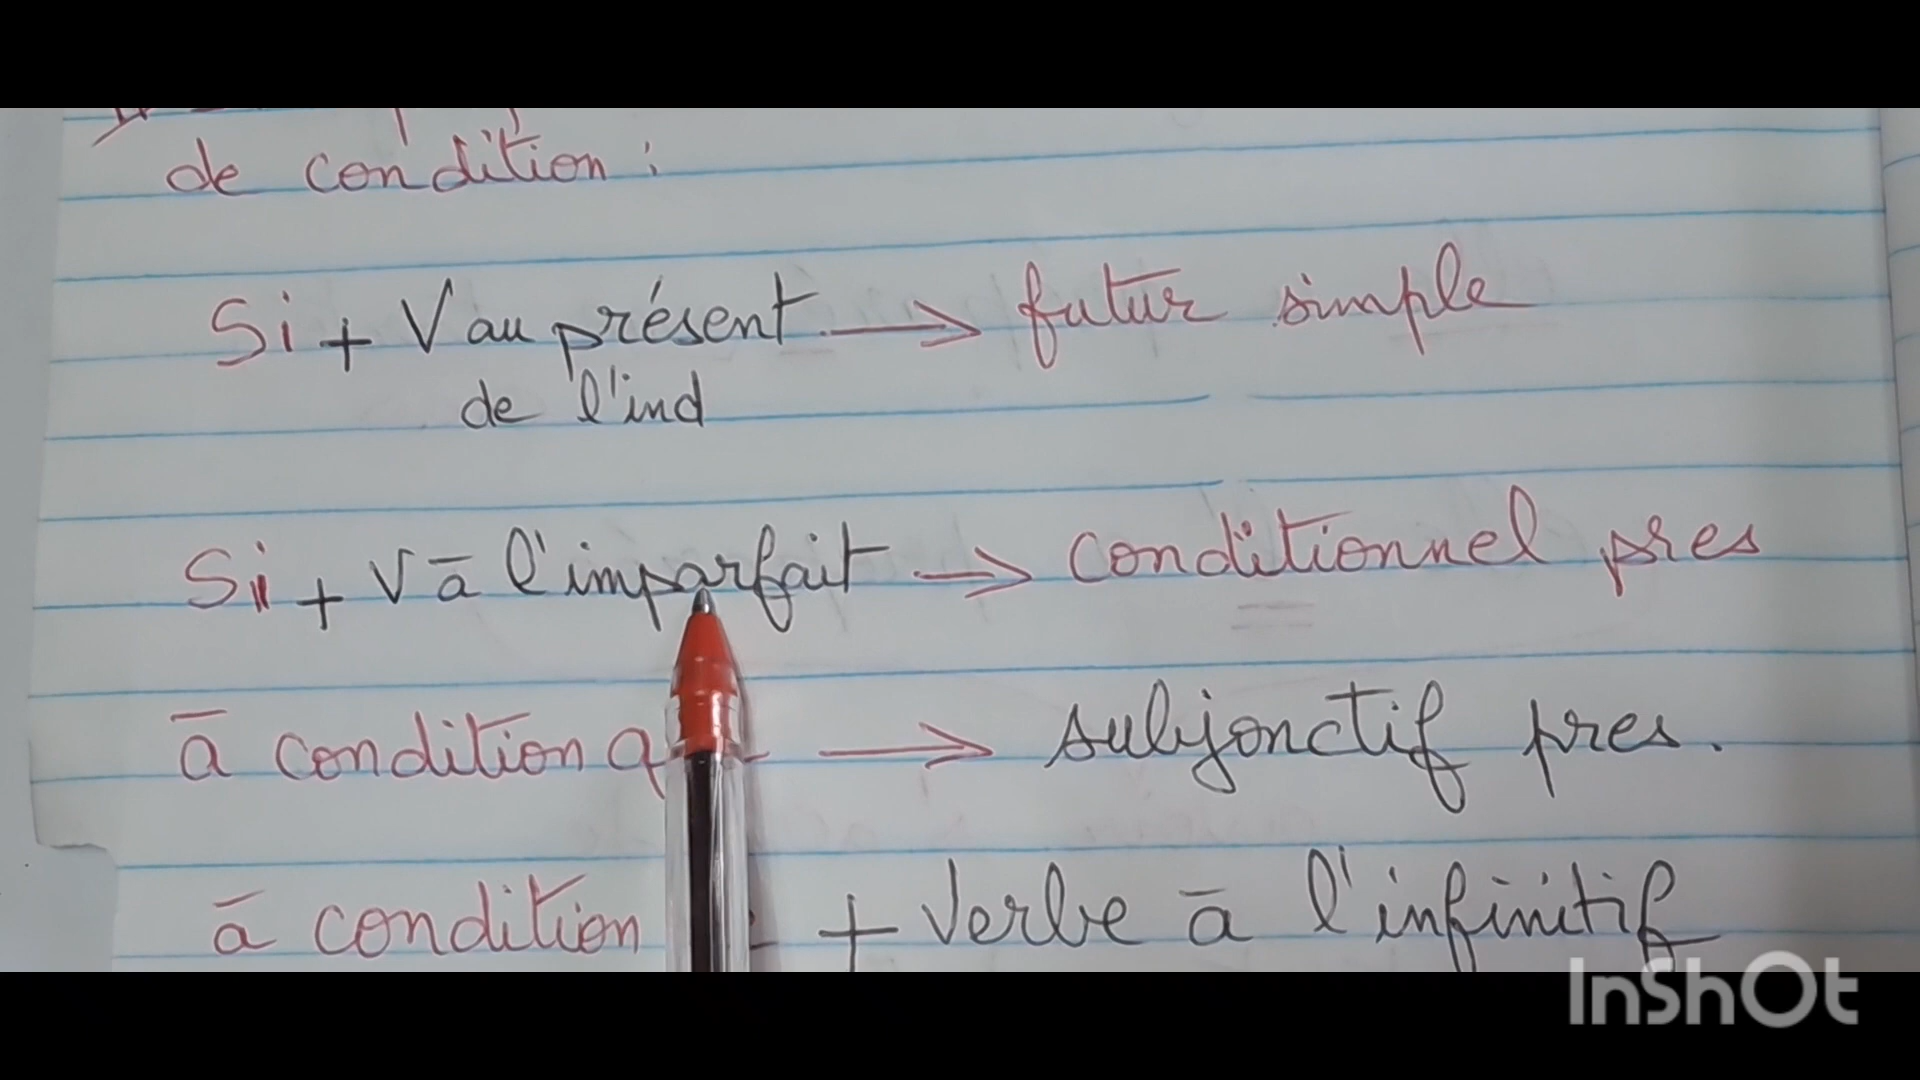 de condition :
Si + V au présent → futur simple
de l'ind
Si + V ā l'imparfait → conditionnel pres
ā condition → subjonctif pres.
ā condition + verbe ā l'infinitif
InShOt